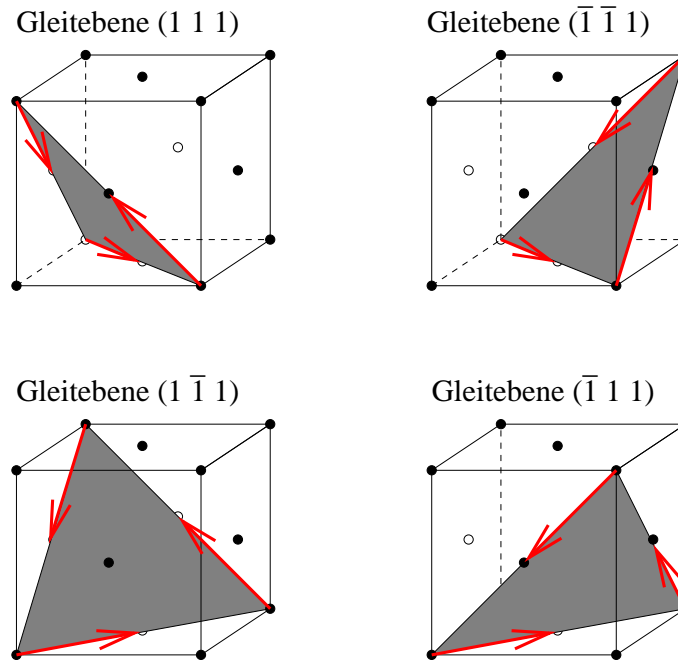 Gleitebene (1 1 1)
Gleitebene (1̅ 1̅ 1)
Gleitebene (1 1̅ 1)
Gleitebene (1̅ 1 1)